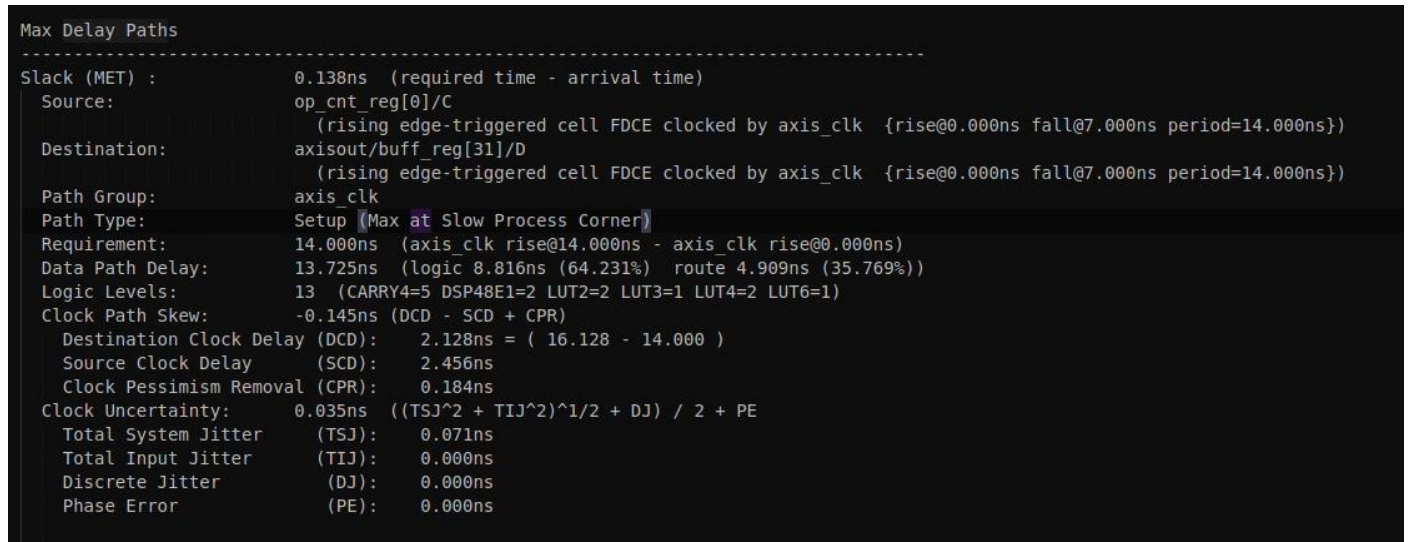 Max Delay Paths
--------------------------------------------------------------------------------------
Slack (MET) : 0.138ns (required time - arrival time)
Source: op_cnt_reg[0]/C
(rising edge-triggered cell FDCE clocked by axis_clk {rise@0.000ns fall@7.000ns period=14.000ns})
Destination: axisout/buff_reg[31]/D
(rising edge-triggered cell FDCE clocked by axis_clk {rise@0.000ns fall@7.000ns period=14.000ns})
Path Group: axis_clk
Path Type: Setup (Max at Slow Process Corner)
Requirement: 14.000ns (axis_clk rise@14.000ns - axis_clk rise@0.000ns)
Data Path Delay: 13.725ns (logic 8.816ns (64.231%) route 4.909ns (35.769%))
Logic Levels: 13 (CARRY4=5 DSP48E1=2 LUT2=2 LUT3=1 LUT4=2 LUT6=1)
Clock Path Skew: -0.145ns (DCD - SCD + CPR)
Destination Clock Delay (DCD): 2.128ns = ( 16.128 - 14.000 )
Source Clock Delay (SCD): 2.456ns
Clock Pessimism Removal (CPR): 0.184ns
Clock Uncertainty: 0.035ns ((TSJ^2 + TIJ^2)^1/2 + DJ) / 2 + PE
Total System Jitter (TSJ): 0.071ns
Total Input Jitter (TIJ): 0.000ns
Discrete Jitter (DJ): 0.000ns
Phase Error (PE): 0.000ns